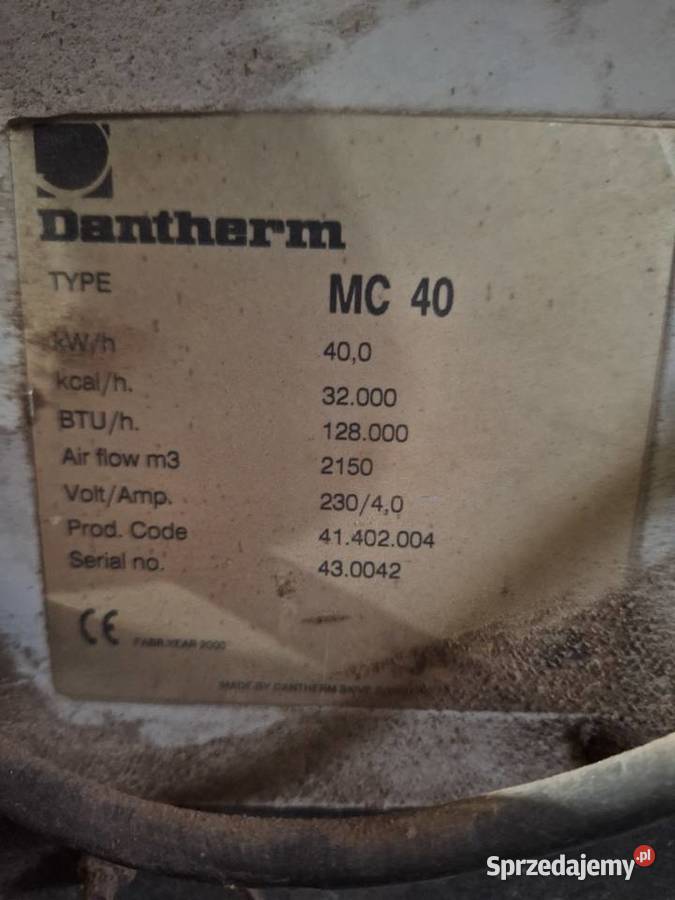 Dantherm
TYPE MC 40
kW/h 40,0
kcal/h. 32.000
BTU/h. 128.000
Air flow m3 2150
Volt/Amp. 230/4,0
Prod. Code 41.402.004
Serial no. 43.0042
CE FABR.YEAR 2000
MADE BY DANTHERM
Sprzedajemy.pl